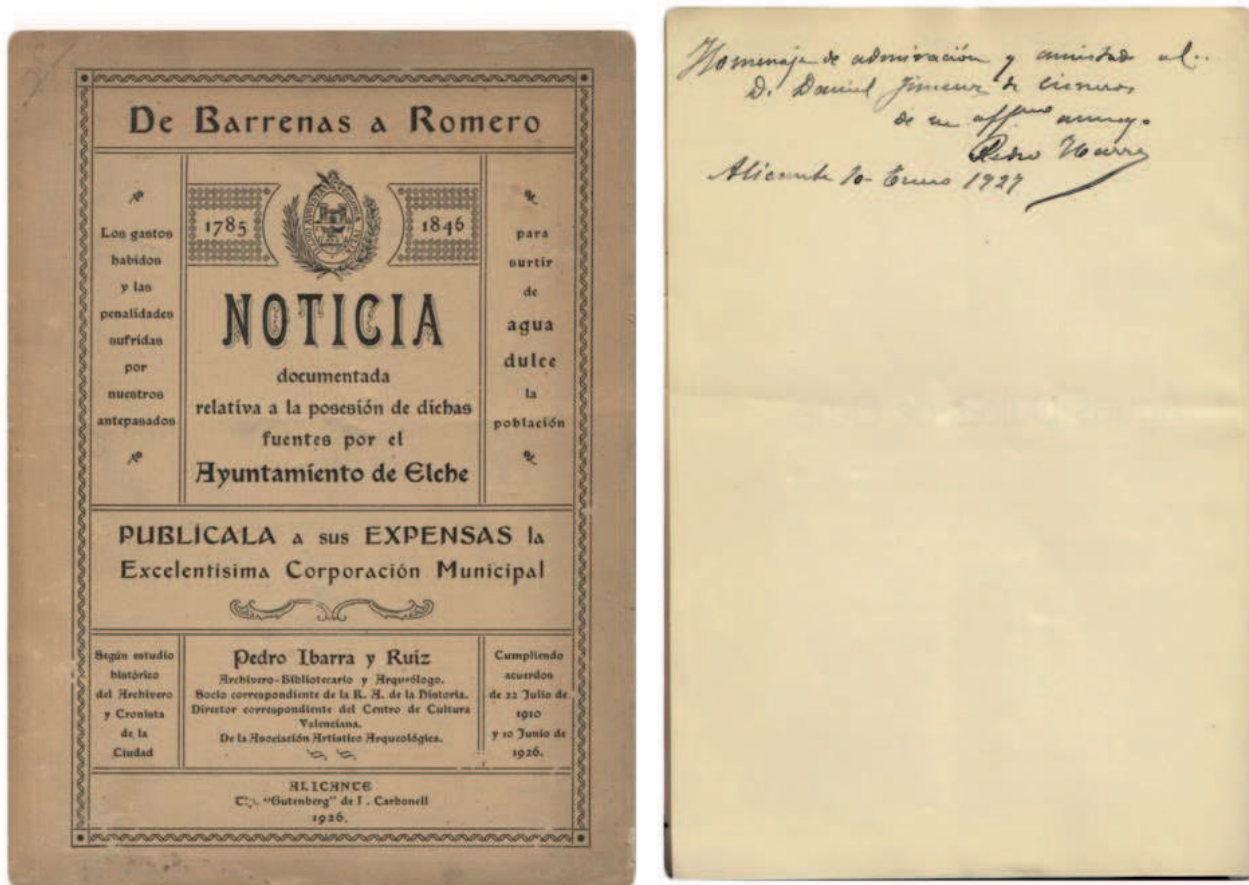 De Barrenas a Romero
Los gastos
habidos
y las
penalidades
sufridas
por
nuestros
antepasados
1785
1846
NOTICIA
documentada
relativa a la posesión de dichas
fuentes por el
Ayuntamiento de Elche
para
surtir
de
agua
dulce
la
población
PUBLÍCALA a sus EXPENSAS la
Excelentísima Corporación Municipal
Según estudio
histórico
del Archivero
y Cronista
de la
Ciudad
Pedro Ibarra y Ruiz
Archivero-Bibliotecario y Arqueólogo.
Socio correspondiente de la R. A. de la Historia.
Director correspondiente del Centro de Cultura
Valenciana.
De la Asociación Artístico Arqueológica.
Cumpliendo
acuerdos
de 22 Julio de
1910
y 10 Junio de
1926.
ALICANTE
"Gutenberg" de Carbonell
1926.
Homenaje de admiración y amistad al..
D. Daniel Jimenez de Cisneros
de su affmo amigo
Pedro Ibarra
Alicante 10 Enero 1927